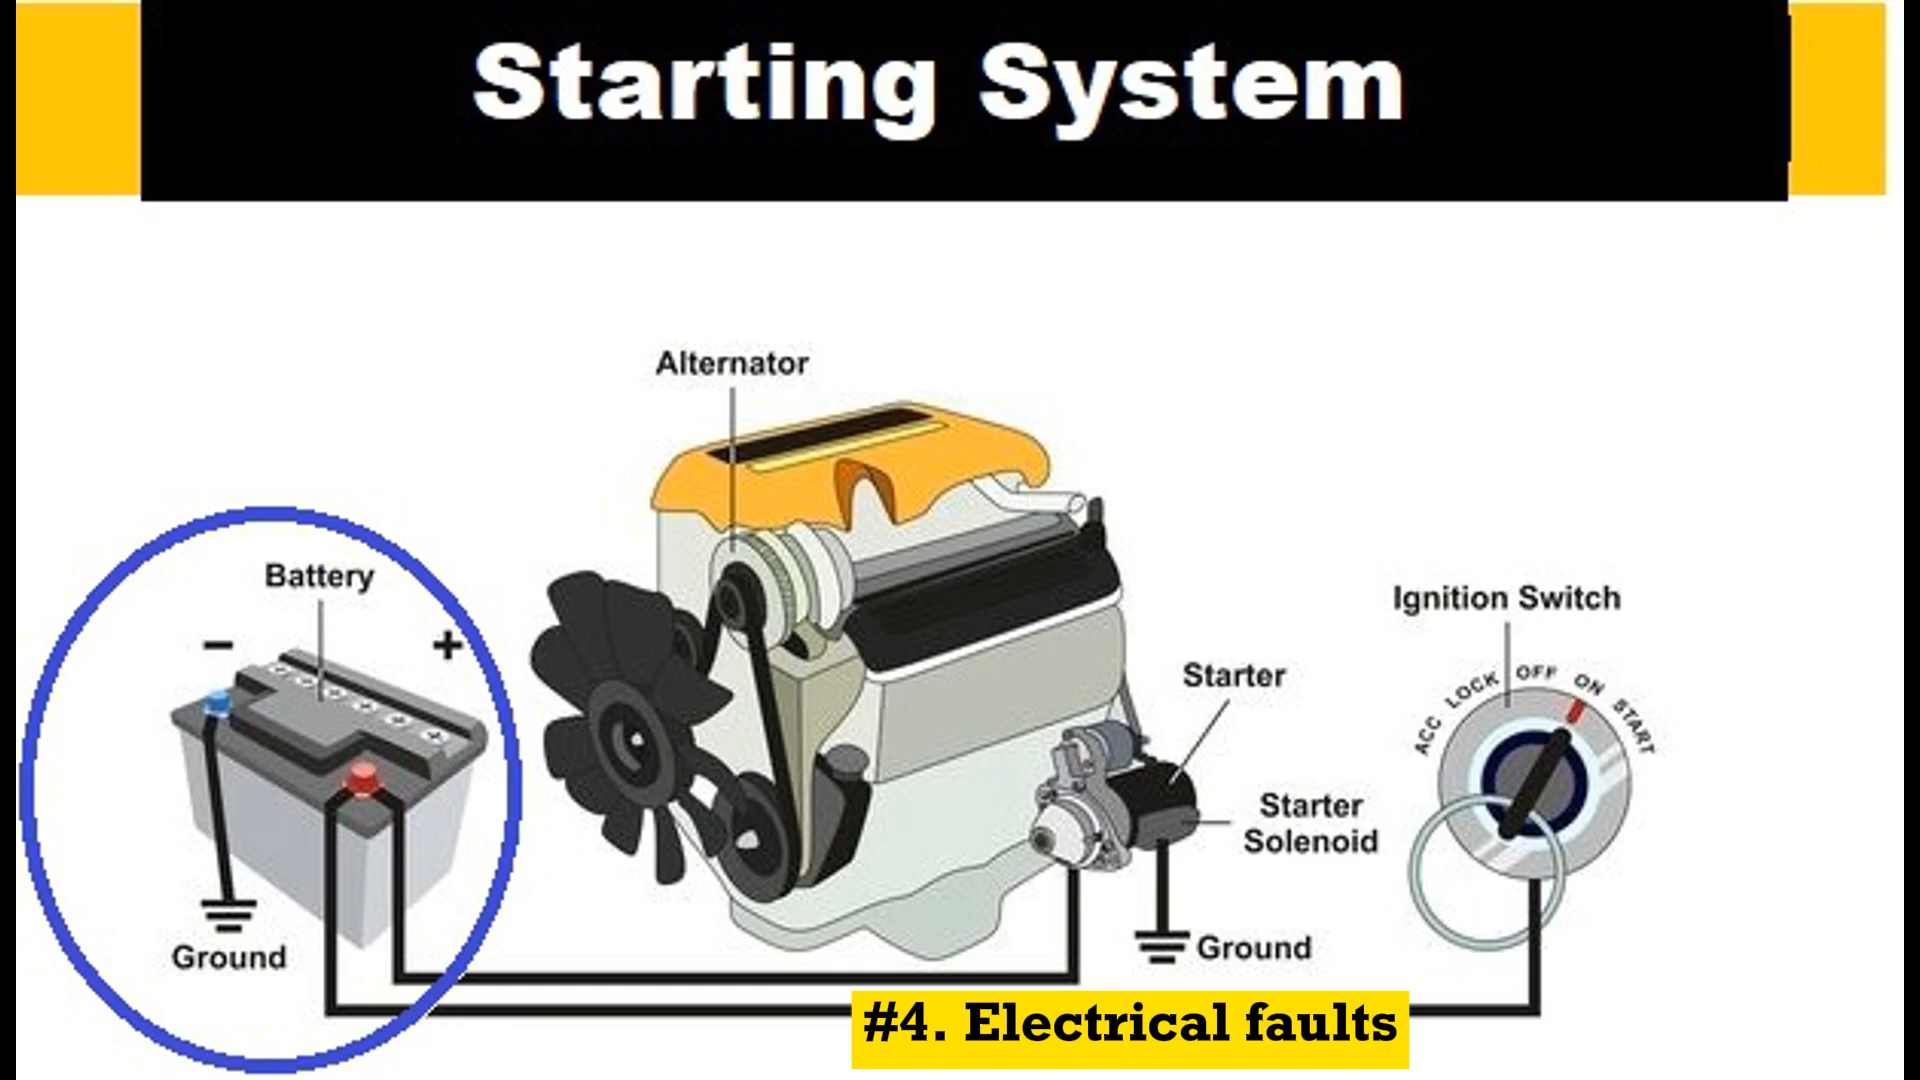 Starting System
Alternator
Battery
−
+
Ignition Switch
ACC LOCK OFF ON START
Starter
Starter
Solenoid
Ground
Ground
#4. Electrical faults